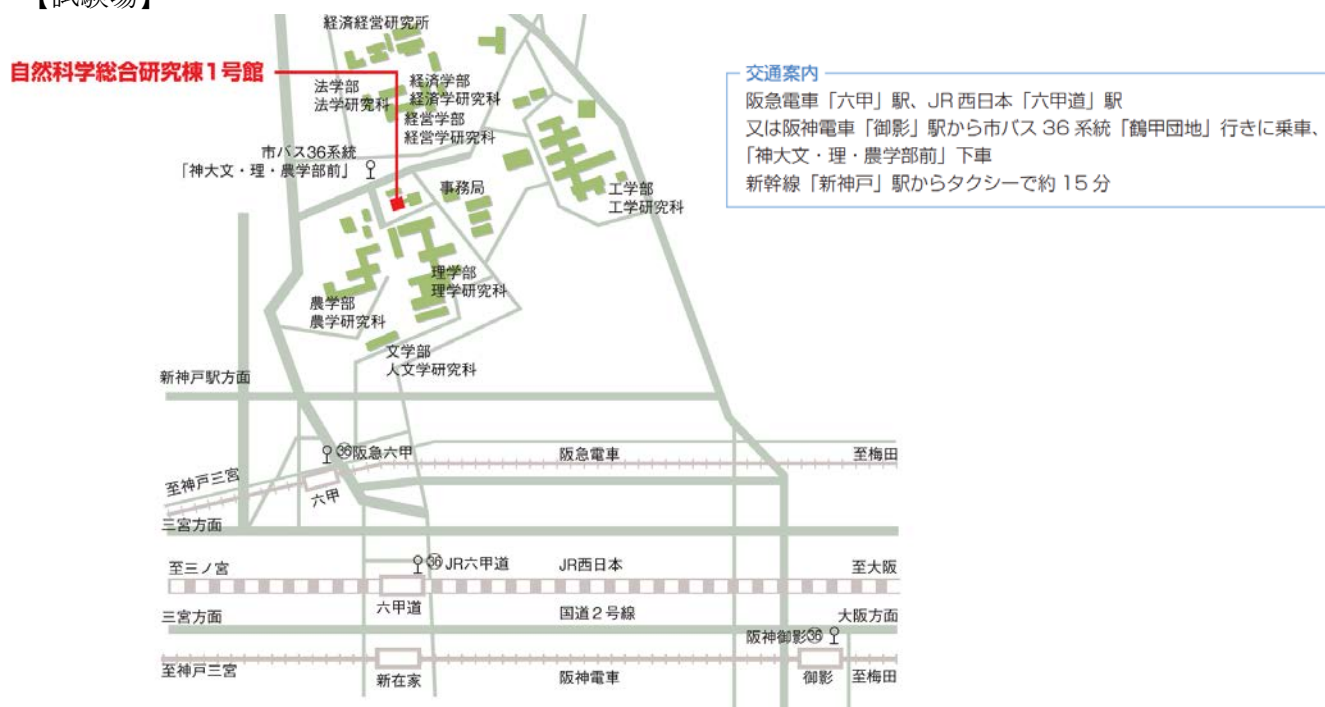 【試験場】
経済経営研究所
自然科学総合研究棟1号館
法学部
法学研究科
経済学部
経済学研究科
経営学部
経営学研究科
市バス36系統
「神大文・理・農学部前」
事務局
工学部
工学研究科
理学部
理学研究科
農学部
農学研究科
文学部
人文学研究科
交通案内
阪急電車「六甲」駅、JR西日本「六甲道」駅
又は阪神電車「御影」駅から市バス36系統「鶴甲団地」行きに乗車、
「神大文・理・農学部前」下車
新幹線「新神戸」駅からタクシーで約15分
新神戸駅方面
㊱阪急六甲
阪急電車
至梅田
至神戸三宮
六甲
三宮方面
至三ノ宮
㊱JR六甲道
JR西日本
至大阪
六甲道
三宮方面
国道2号線
大阪方面
阪神御影㊱
至神戸三宮
新在家
阪神電車
御影
至梅田